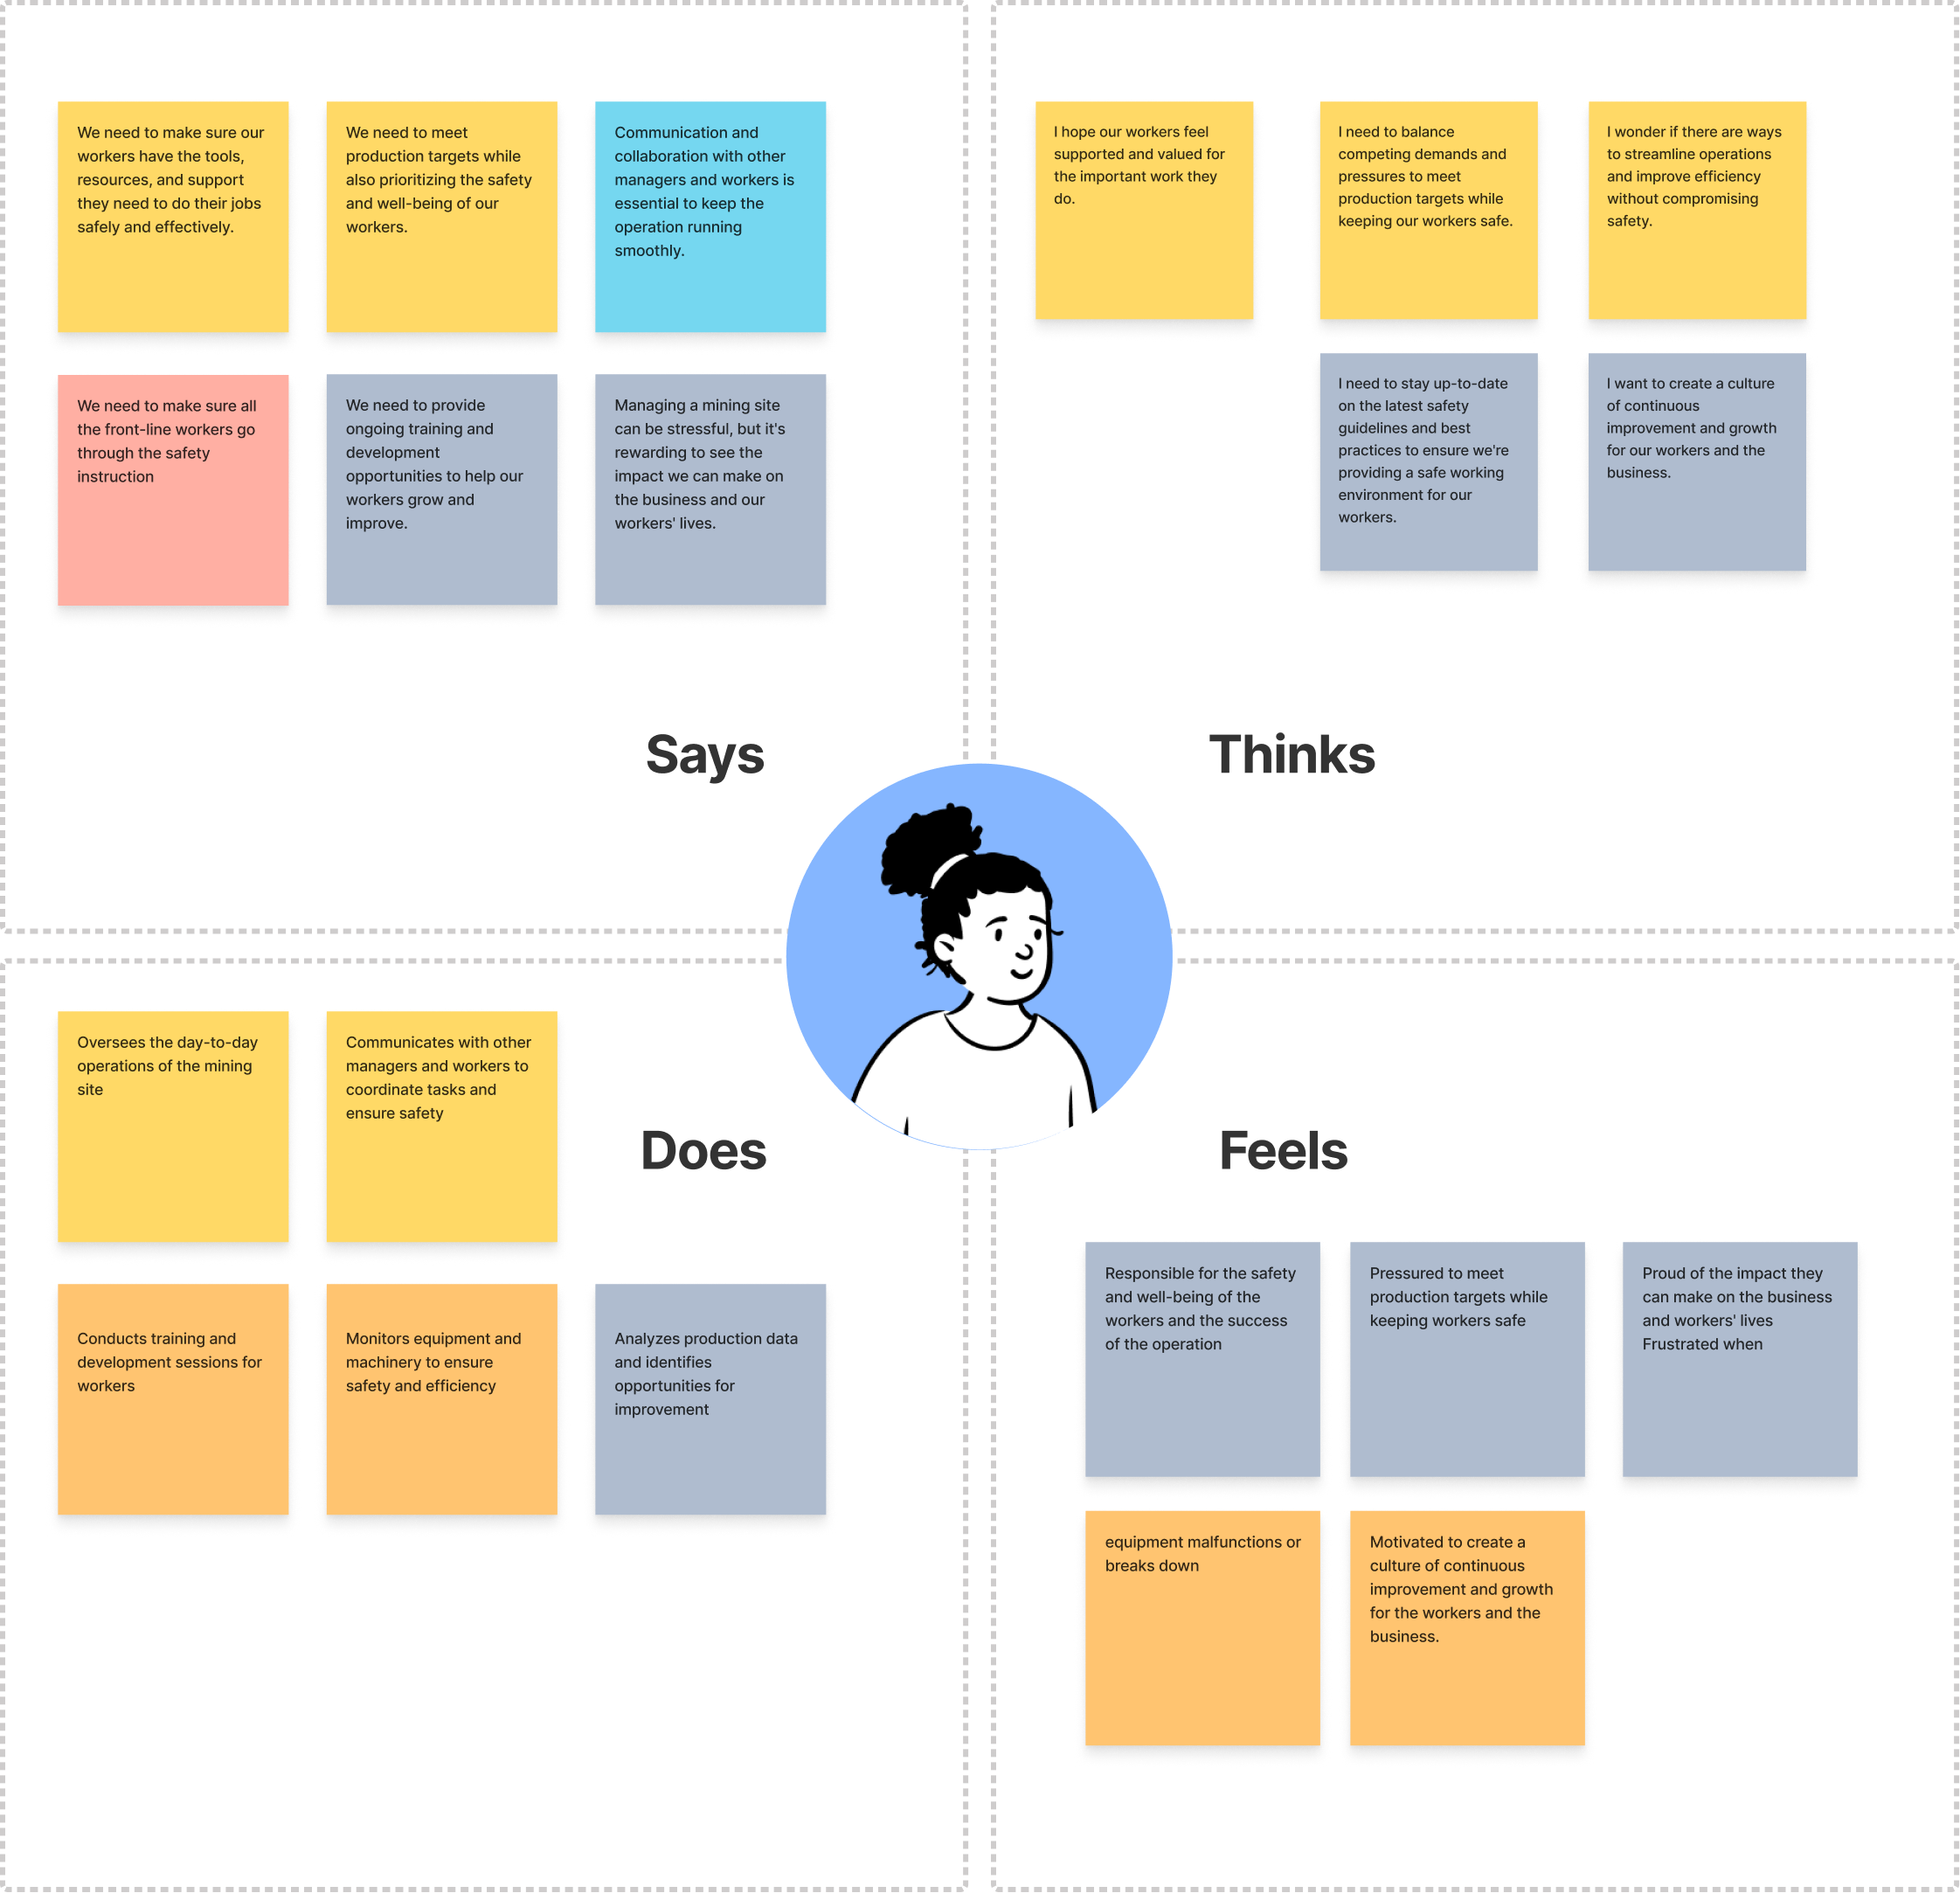 We need to make sure our
workers have the tools,
resources, and support
they need to do their jobs
safely and effectively.
We need to meet
production targets while
also prioritizing the safety
and well-being of our
workers.
Communication and
collaboration with other
managers and workers is
essential to keep the
operation running
smoothly.
We need to make sure all
the front-line workers go
through the safety
instruction
We need to provide
ongoing training and
development
opportunities to help our
workers grow and
improve.
Managing a mining site
can be stressful, but it's
rewarding to see the
impact we can make on
the business and our
workers' lives.
Says
I hope our workers feel
supported and valued for
the important work they
do.
I need to balance
competing demands and
pressures to meet
production targets while
keeping our workers safe.
I wonder if there are ways
to streamline operations
and improve efficiency
without compromising
safety.
I need to stay up-to-date
on the latest safety
guidelines and best
practices to ensure we're
providing a safe working
environment for our
workers.
I want to create a culture
of continuous
improvement and growth
for our workers and the
business.
Thinks
Oversees the day-to-day
operations of the mining
site
Communicates with other
managers and workers to
coordinate tasks and
ensure safety
Does
Conducts training and
development sessions for
workers
Monitors equipment and
machinery to ensure
safety and efficiency
Analyzes production data
and identifies
opportunities for
improvement
Feels
Responsible for the safety
and well-being of the
workers and the success
of the operation
Pressured to meet
production targets while
keeping workers safe
Proud of the impact they
can make on the business
and workers' lives
Frustrated when
equipment malfunctions or
breaks down
Motivated to create a
culture of continuous
improvement and growth
for the workers and the
business.